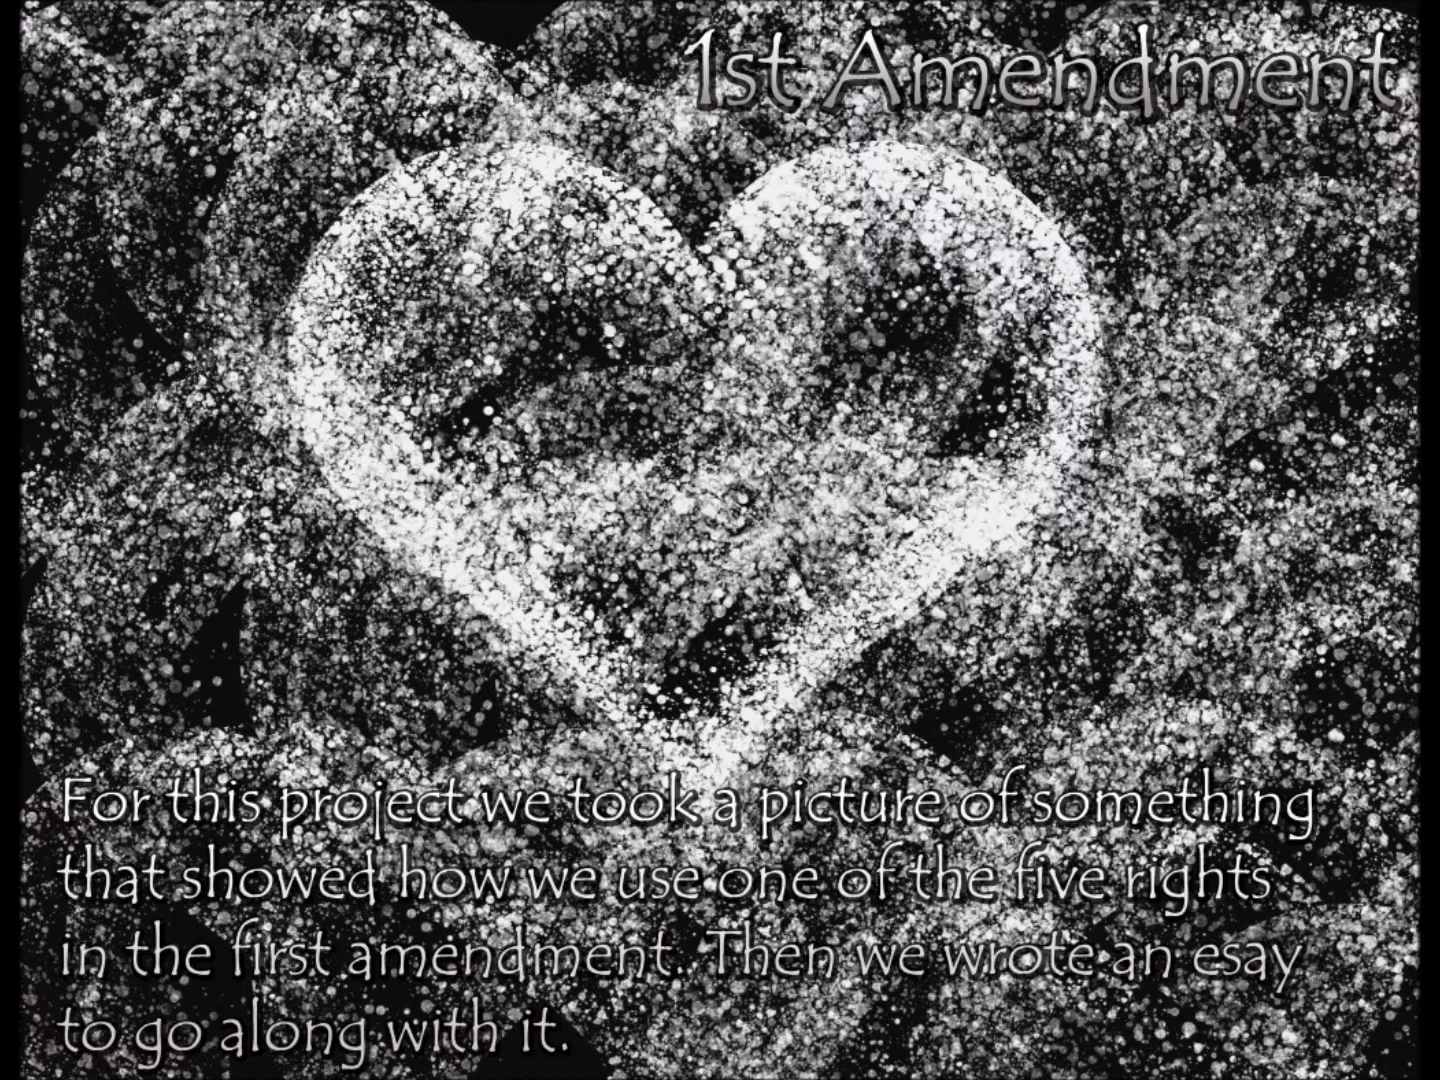 1st Amendment
For this project we took a picture of something
that showed how we use one of the five rights
in the first amendment. Then we wrote an esay
to go along with it.